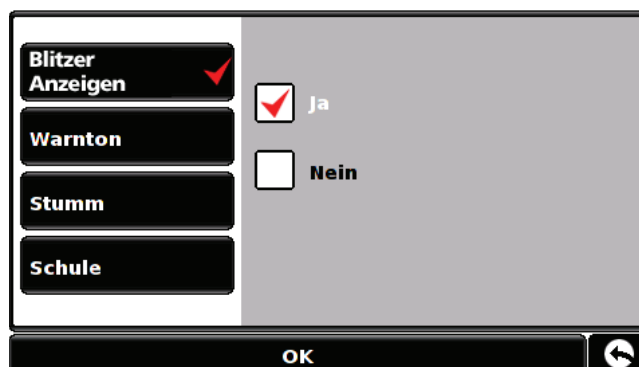 Blitzer
Anzeigen
Warnton
Stumm
Schule
Ja
Nein
OK